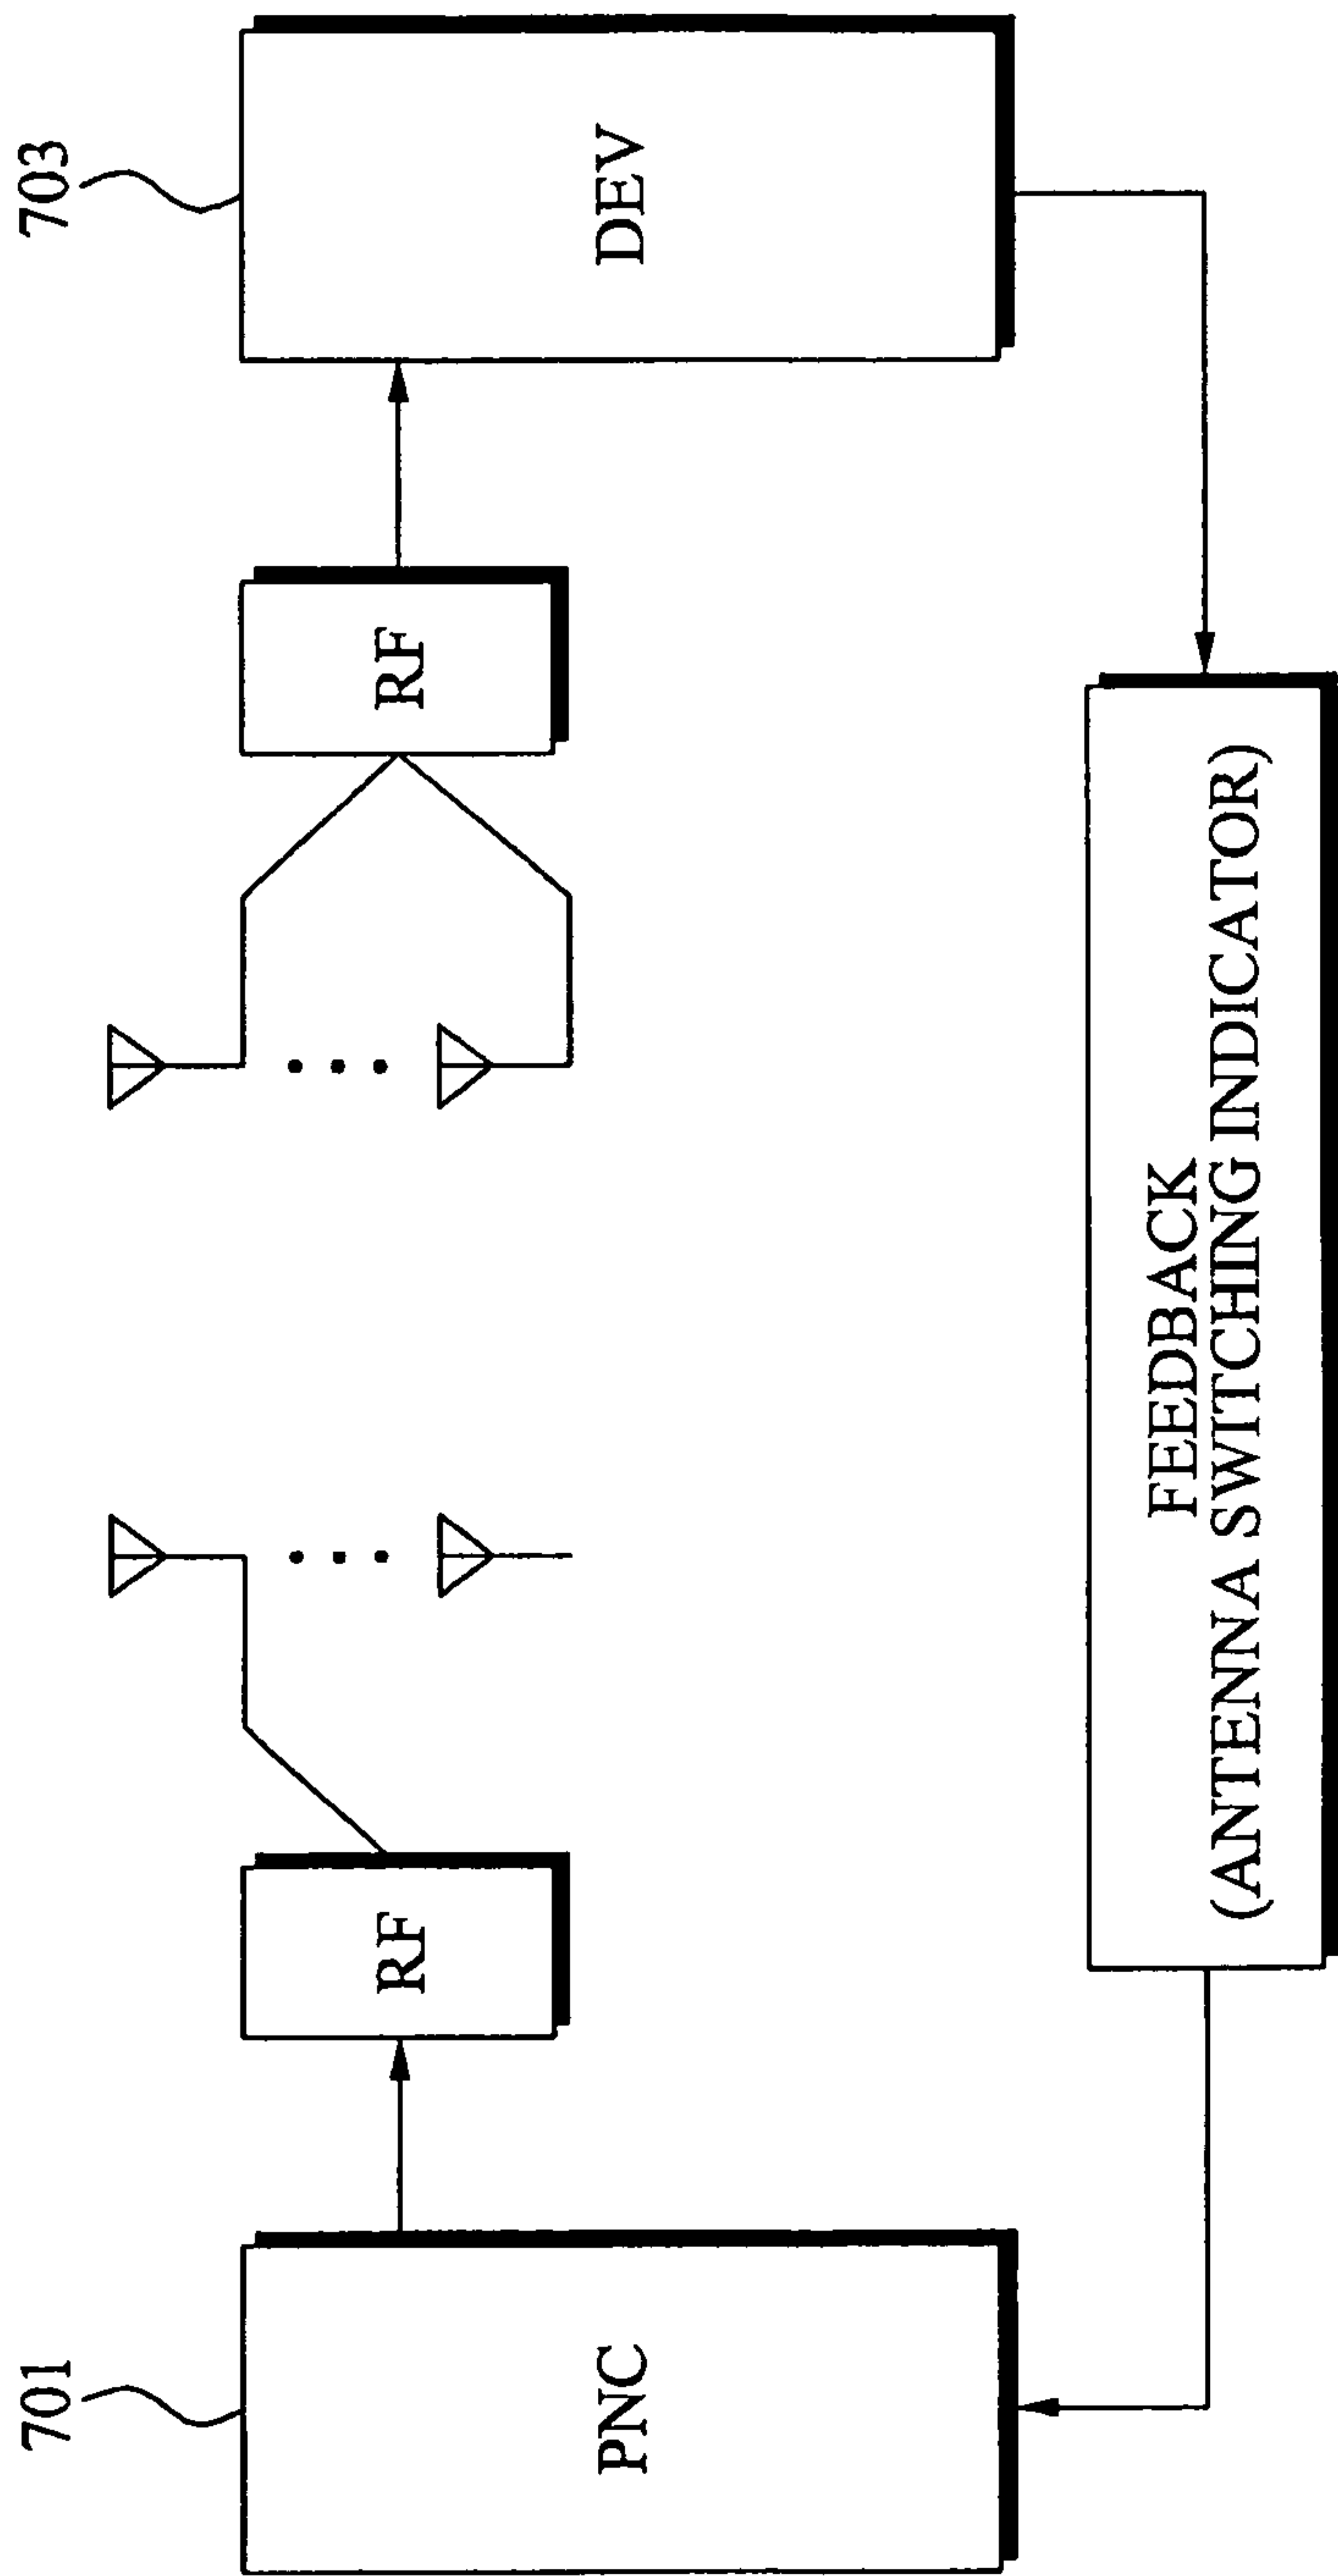 701
703
PNC
RF
RF
DEV
FEEDBACK
(ANTENNA SWITCHING INDICATOR)